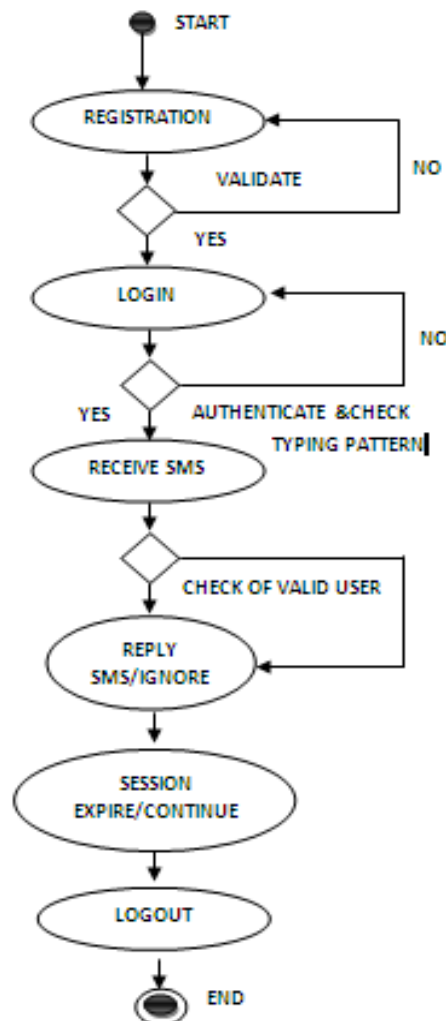 START
REGISTRATION
NO
VALIDATE
YES
LOGIN
NO
YES
AUTHENTICATE &CHECK
TYPING PATTERN
RECEIVE SMS
CHECK OF VALID USER
REPLY
SMS/IGNORE
SESSION
EXPIRE/CONTINUE
LOGOUT
END